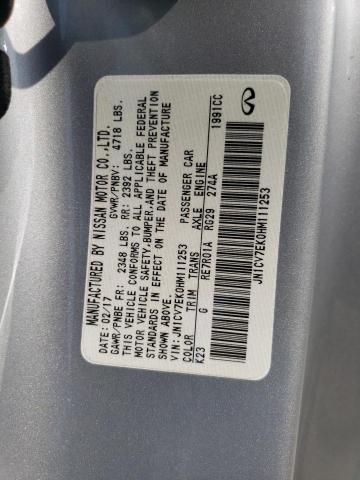 MANUFACTURED BY NISSAN MOTOR CO.,LTD.
DATE: 02/17 GVWR/PNBV: 4718 LBS.
GAWR/PNBE FR: 2348 LBS. RR: 2392 LBS.
THIS VEHICLE CONFORMS TO ALL APPLICABLE FEDERAL
MOTOR VEHICLE SAFETY,BUMPER,AND THEFT PREVENTION
STANDARDS IN EFFECT ON THE DATE OF MANUFACTURE
SHOWN ABOVE.
VIN:JN1CV7EK0HM111253 PASSENGER CAR
COLOR TRIM TRANS AXLE ENGINE
K23 G RE7R01A RG29 274A 1991CC
JN1CV7EK0HM111253